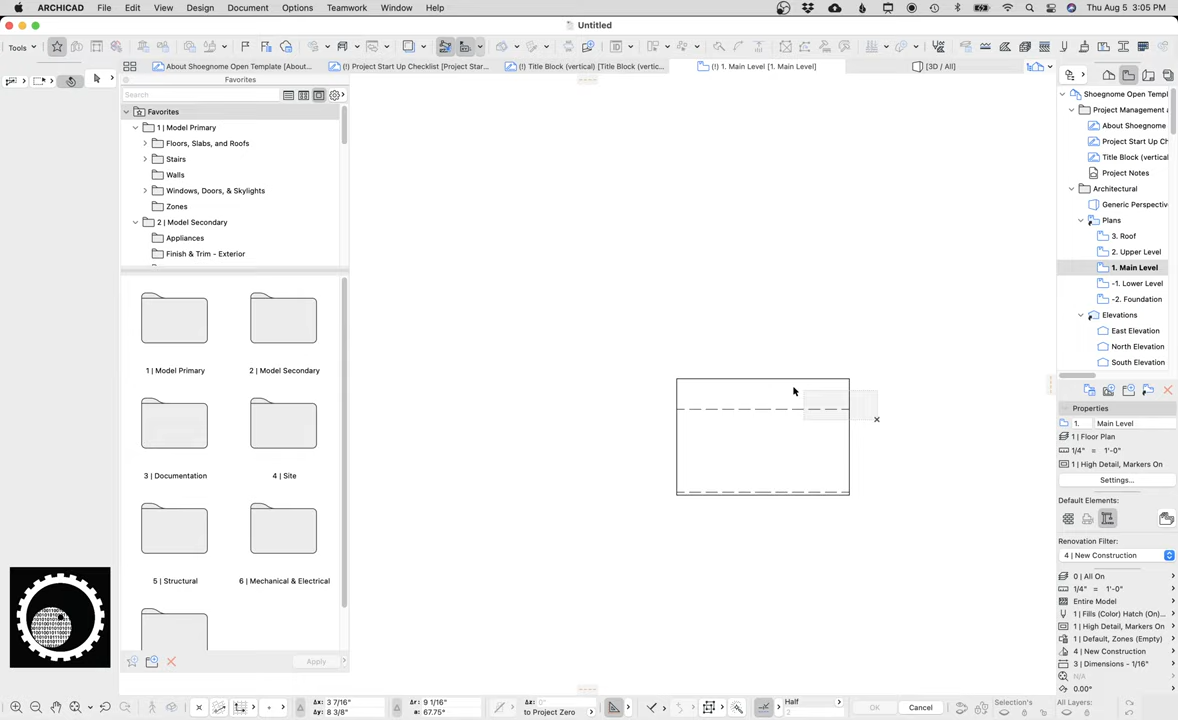 ARCHICAD File Edit View Design Document Options Teamwork Window Help Thu Aug 5 3:05 PM
Untitled
Tools
About Shoegnome Open Template [About... (!) Project Start Up Checklist [Project Star... (!) Title Block (vertical) [Title Block (vertic... (!) 1. Main Level [1. Main Level] [3D / All]
Favorites
Search
Favorites
1 | Model Primary
Floors, Slabs, and Roofs
Stairs
Walls
Windows, Doors, & Skylights
Zones
2 | Model Secondary
Appliances
Finish & Trim - Exterior
1 | Model Primary
2 | Model Secondary
3 | Documentation
4 | Site
5 | Structural
6 | Mechanical & Electrical
Apply
Shoegnome Open Templ
Project Management a
About Shoegnome
Project Start Up Ch
Title Block (vertical
Project Notes
Architectural
Generic Perspective
Plans
3. Roof
2. Upper Level
1. Main Level
-1. Lower Level
-2. Foundation
Elevations
East Elevation
North Elevation
South Elevation
Properties
1. Main Level
1 | Floor Plan
1/4" = 1'-0"
1 | High Detail, Markers On
Settings...
Default Elements:
Renovation Filter:
4 | New Construction
0 | All On
1/4" = 1'-0"
Entire Model
1 | Fills (Color) Hatch (On)...
1 | High Detail, Markers On
1 | Default, Zones (Empty)
4 | New Construction
3 | Dimensions - 1/16"
N/A
0.00°
Δx: 3 7/16"
Δy: 8 3/8"
Δr: 9 1/16"
a: 67.75°
Δz: 0"
to Project Zero
Half
2
OK
Cancel
Selection's
All Layers: